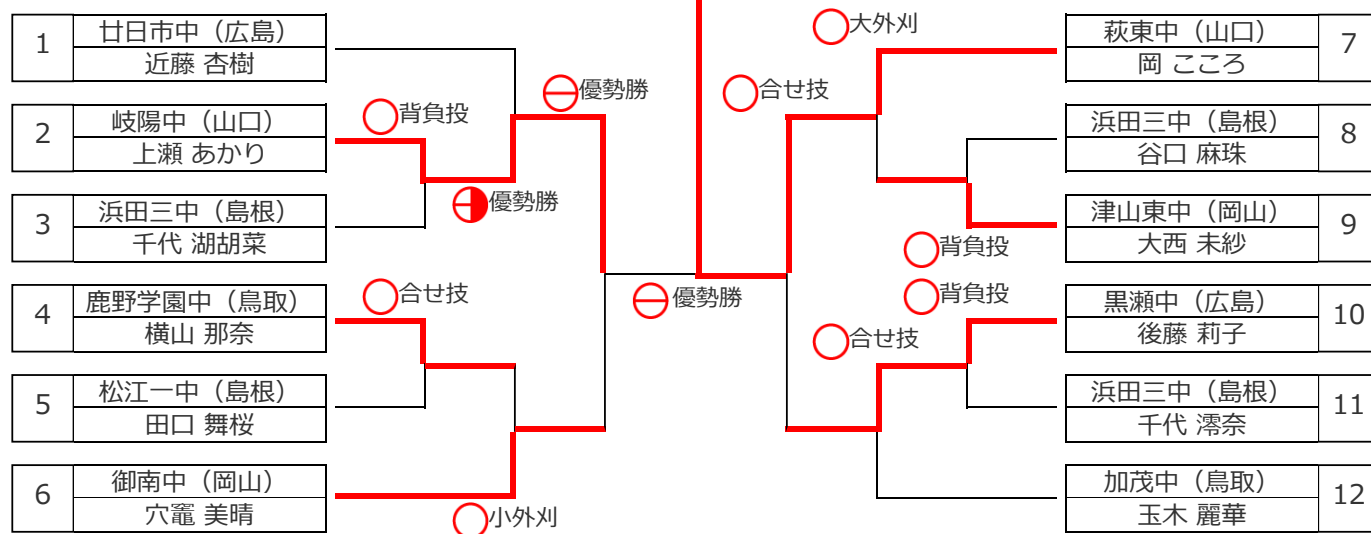 1
廿日市中（広島）
近藤 杏樹
2
岐陽中（山口）
上瀬 あかり
3
浜田三中（島根）
千代 湖胡菜
4
鹿野学園中（鳥取）
横山 那奈
5
松江一中（島根）
田口 舞桜
6
御南中（岡山）
穴竈 美晴
背負投
優勢勝
優勢勝
合せ技
小外刈
優勢勝
大外刈
合せ技
背負投
背負投
合せ技
萩東中（山口）
岡 こころ
7
浜田三中（島根）
谷口 麻珠
8
津山東中（岡山）
大西 未紗
9
黒瀬中（広島）
後藤 莉子
10
浜田三中（島根）
千代 澪奈
11
加茂中（鳥取）
玉木 麗華
12